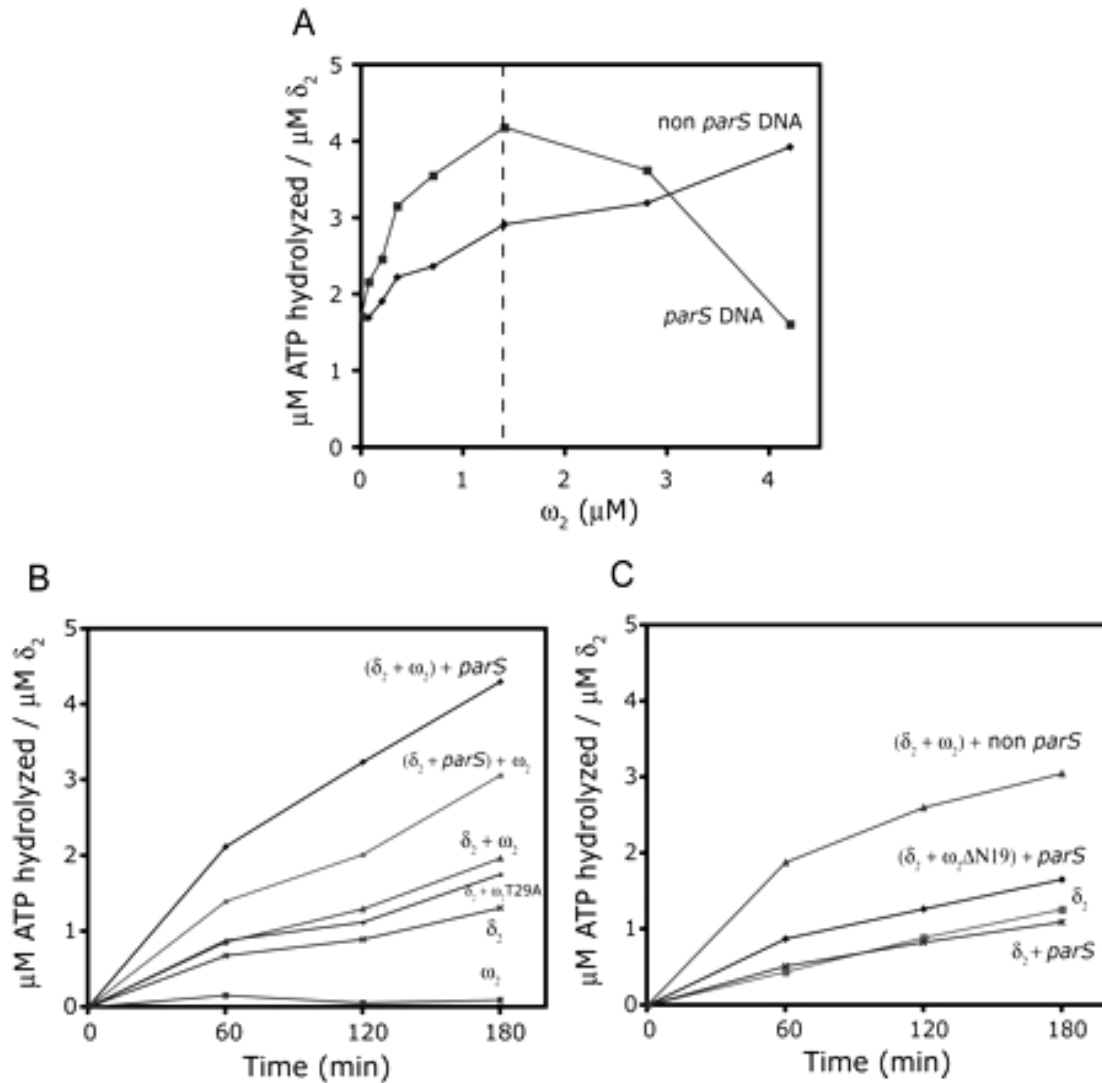 A
5
4
3
2
1
0
μM ATP hydrolyzed / μM δ₂
non parS DNA
parS DNA
0 1 2 3 4
ω₂ (μM)
B
5
4
3
2
1
0
μM ATP hydrolyzed / μM δ₂
(δ₂ + ω₂) + parS
(δ₂ + parS) + ω₂
δ₂ + ω₂
δ₂ + ω₂T29A
δ₂
ω₂
0 60 120 180
Time (min)
C
5
4
3
2
1
0
μM ATP hydrolyzed / μM δ₂
(δ₂ + ω₂) + non parS
(δ₂ + ω₂ΔN19) + parS
δ₂
δ₂ + parS
0 60 120 180
Time (min)